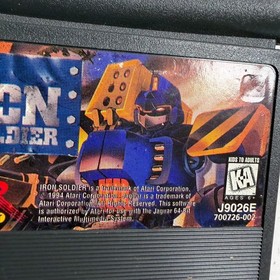 ON
OLDIER
KIDS TO ADULTS
K-A
AGES 6+
IRON SOLDIER is a trademark of Atari Corporation.
1994 Atari Corporation. is a trademark of Atari
Corporation. All Rights Reserved. This software
is authorized by Atari for use with the Jaguar 64-bit
Interactive Multimedia System.
J9026E
700726-002